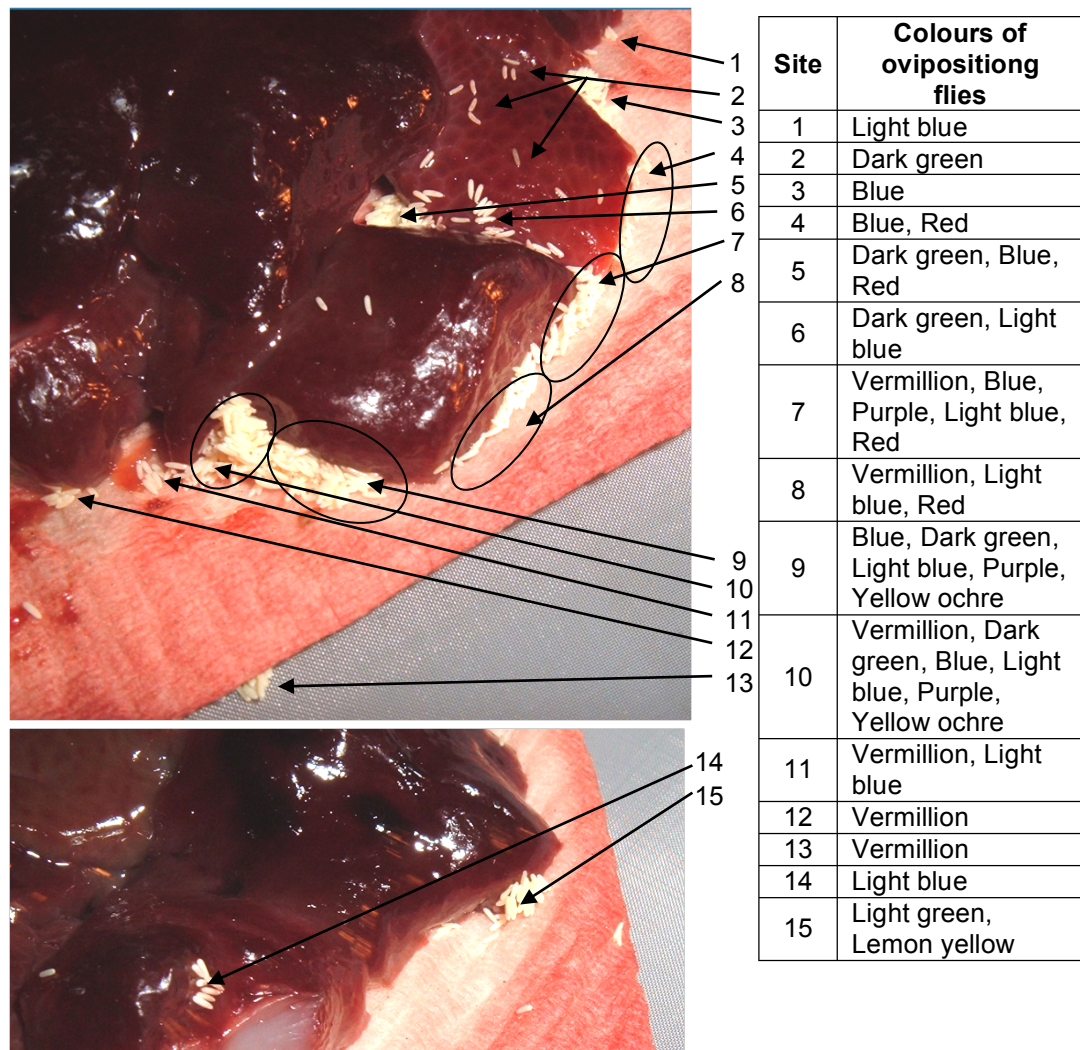 1
2
3
4
5
6
7
8
9
10
11
12
13
14
15
Site
Colours of
ovipositiong
flies
1
Light blue
2
Dark green
3
Blue
4
Blue, Red
5
Dark green, Blue,
Red
6
Dark green, Light
blue
7
Vermillion, Blue,
Purple, Light blue,
Red
8
Vermillion, Light
blue, Red
9
Blue, Dark green,
Light blue, Purple,
Yellow ochre
10
Vermillion, Dark
green, Blue, Light
blue, Purple,
Yellow ochre
11
Vermillion, Light
blue
12
Vermillion
13
Vermillion
14
Light blue
15
Light green,
Lemon yellow